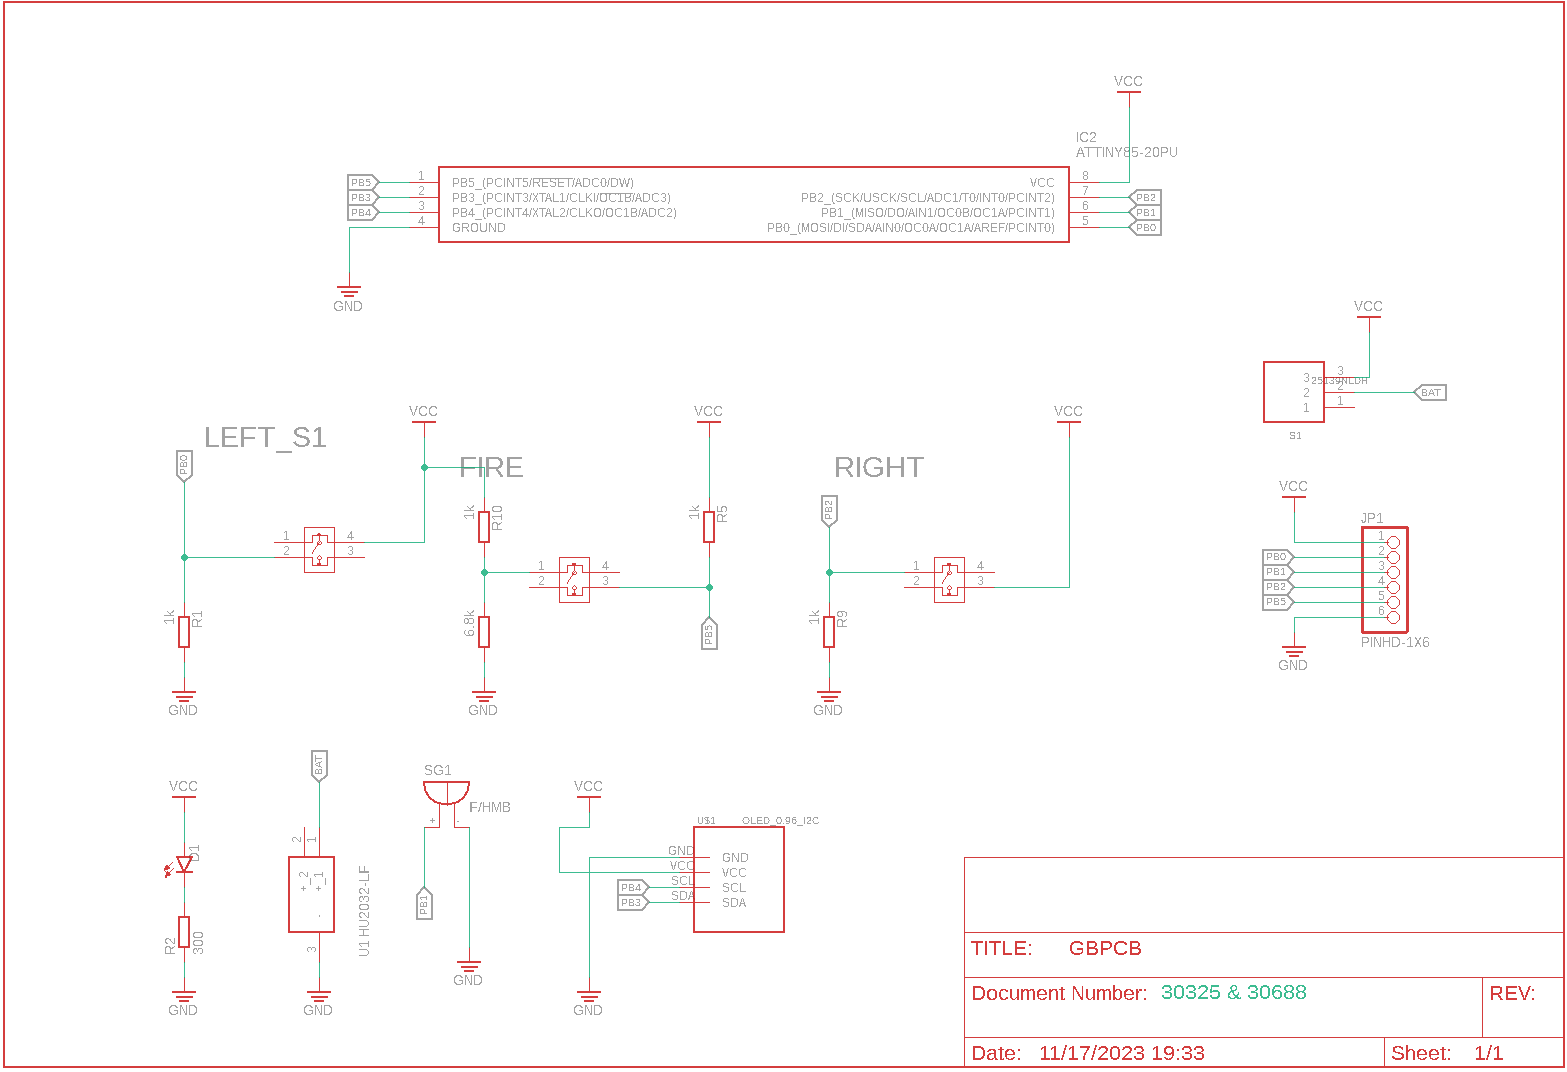 VCC
IC2
ATTINY85-20PU
PB5 1 PB5_(PCINT5/RESET/ADC0/DW) VCC 8
PB3 2 PB3_(PCINT3/XTAL1/CLKI/OC1B/ADC3) PB2_(SCK/USCK/SCL/ADC1/T0/INT0/PCINT2) 7 PB2
PB4 3 PB4_(PCINT4/XTAL2/CLKO/OC1B/ADC2) PB1_(MISO/DO/AIN1/OC0B/OC1A/PCINT1) 6 PB1
4 GROUND PB0_(MOSI/DI/SDA/AIN0/OC0A/OC1A/AREF/PCINT0) 5 PB0
GND
VCC
3 3
25139NLDH
2 2 BAT
1 1
S1
LEFT_S1
PB0
VCC
1 4
2 3
1k R1
GND
FIRE
1k R10
1 4
2 3
6.8k
GND
VCC
1k R5
PB5
RIGHT
PB2
VCC
1 4
2 3
1k R9
GND
VCC
JP1
1
PB0 2
PB1 3
PB2 4
PB5 5
6
PINHD-1X6
GND
VCC
D1
R2 300
GND
BAT
2 1
+_2 +_1
-
3
U1 HU2032-LF
GND
SG1
F/HMB
+ -
PB1
GND
VCC
U$1 OLED_0.96_I2C
GND GND
VCC VCC
PB4 SCL SCL
PB3 SDA SDA
GND
TITLE: GBPCB
Document Number: 30325 & 30688
REV:
Date: 11/17/2023 19:33
Sheet: 1/1